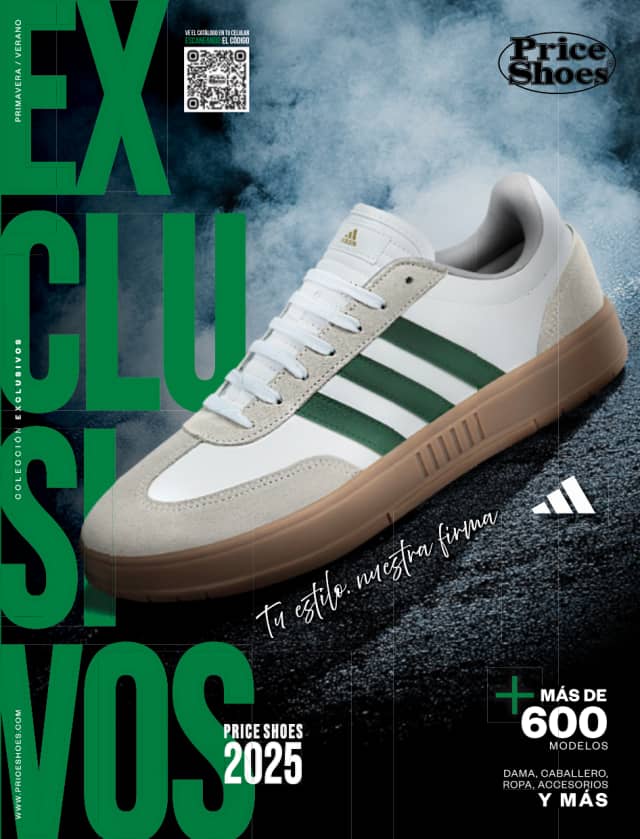 PRIMAVERA / VERANO
VE EL CATÁLOGO EN TU CELULAR
ESCANEANDO EL CÓDIGO
Price
Shoes
EX
CLU
SI
VOS
COLECCIÓN EXCLUSIVOS
WWW.PRICESHOES.COM
adidas
Tu estilo, nuestra firma
PRICE SHOES
2025
+ MÁS DE
600
MODELOS
DAMA, CABALLERO,
ROPA, ACCESORIOS
Y MÁS